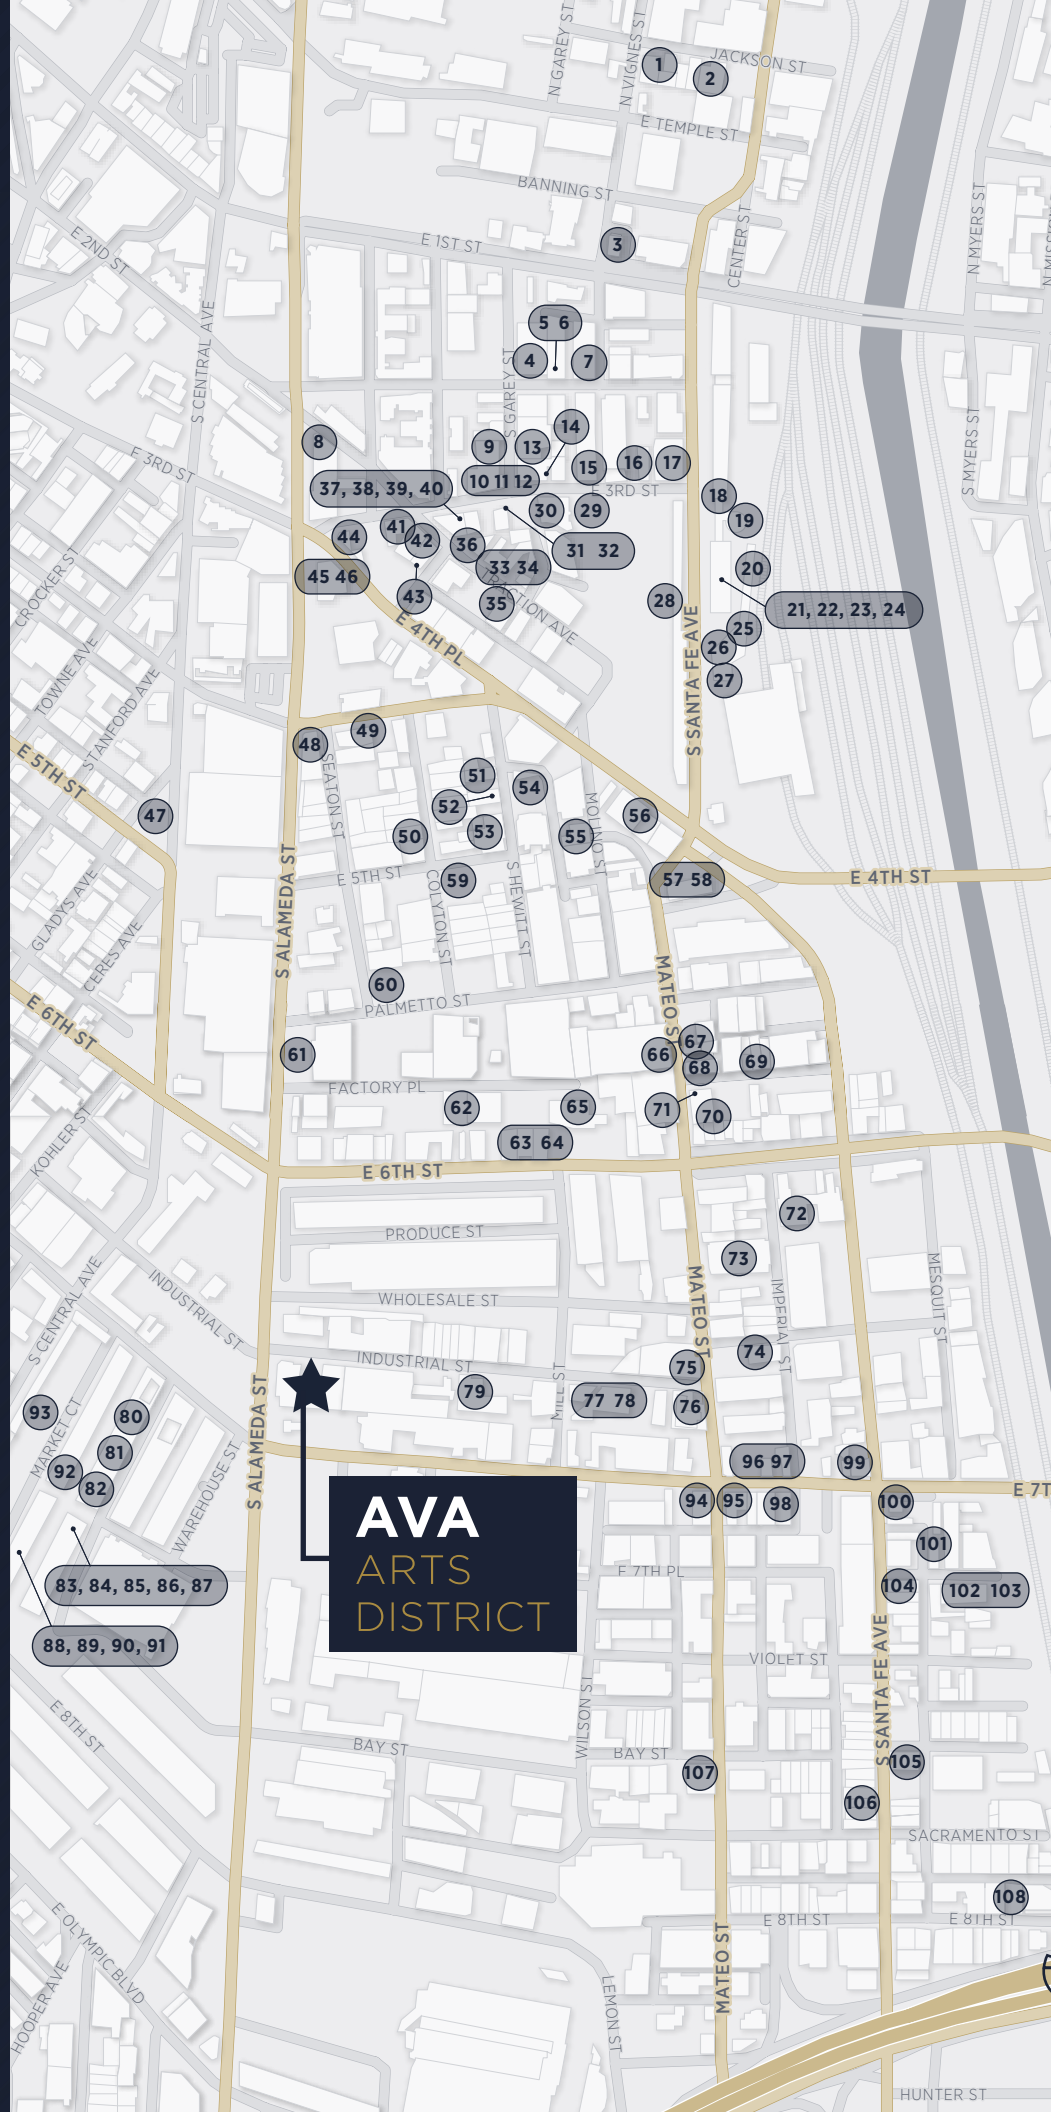 N GAREY ST
N VIGNES ST
1
JACKSON ST
2
E TEMPLE ST
BANNING ST
E 2ND ST
E 1ST ST
3
CENTER ST
N MYERS ST
S CENTRAL AVE
5 6
4
7
S GAREY ST
8
9
13
14
E 3RD ST
10 11 12
15
16
17
S MYERS ST
37, 38, 39, 40
E 3RD ST
18
19
30
29
41
42
44
36
31 32
33 34
20
45 46
43
35
TRACTION AVE
28
21, 22, 23, 24
CROCKER ST
E 4TH PL
25
26
27
S SANTA FE AVE
TOWNE AVE
STANFORD AVE
48
49
E 5TH ST
SEATON ST
51
54
52
47
50
53
55
MOLINO ST
56
E 5TH ST
59
57 58
E 4TH ST
GLADYS AVE
CERES AVE
S ALAMEDA ST
COLYTON ST
S HEWITT ST
60
PALMETTO ST
MATEO S
E 6TH ST
61
66
67
68
69
FACTORY PL
62
65
71
70
KOHLER ST
63 64
E 6TH ST
72
PRODUCE ST
73
S CENTRAL AVE
INDUSTRIAL ST
WHOLESALE ST
MATEO ST
IMPERIAL ST
MESQUIT ST
INDUSTRIAL ST
75
74
93
80
S ALAMEDA ST
79
MILL ST
77 78
76
MARKET CT
81
92
82
WAREHOUSE ST
96 97
99
94
95
98
100
E 7T
AVA
ARTS
DISTRICT
101
83, 84, 85, 86, 87
E 7TH PL
104
102 103
88, 89, 90, 91
VIOLET ST
S SANTA FE AVE
E 8TH ST
BAY ST
WILSON ST
BAY ST
107
105
106
SACRAMENTO ST
108
E OLYMPIC BLVD
E 8TH ST
E 8TH ST
HOOPER AVE
MATEO ST
LEMON ST
HUNTER ST